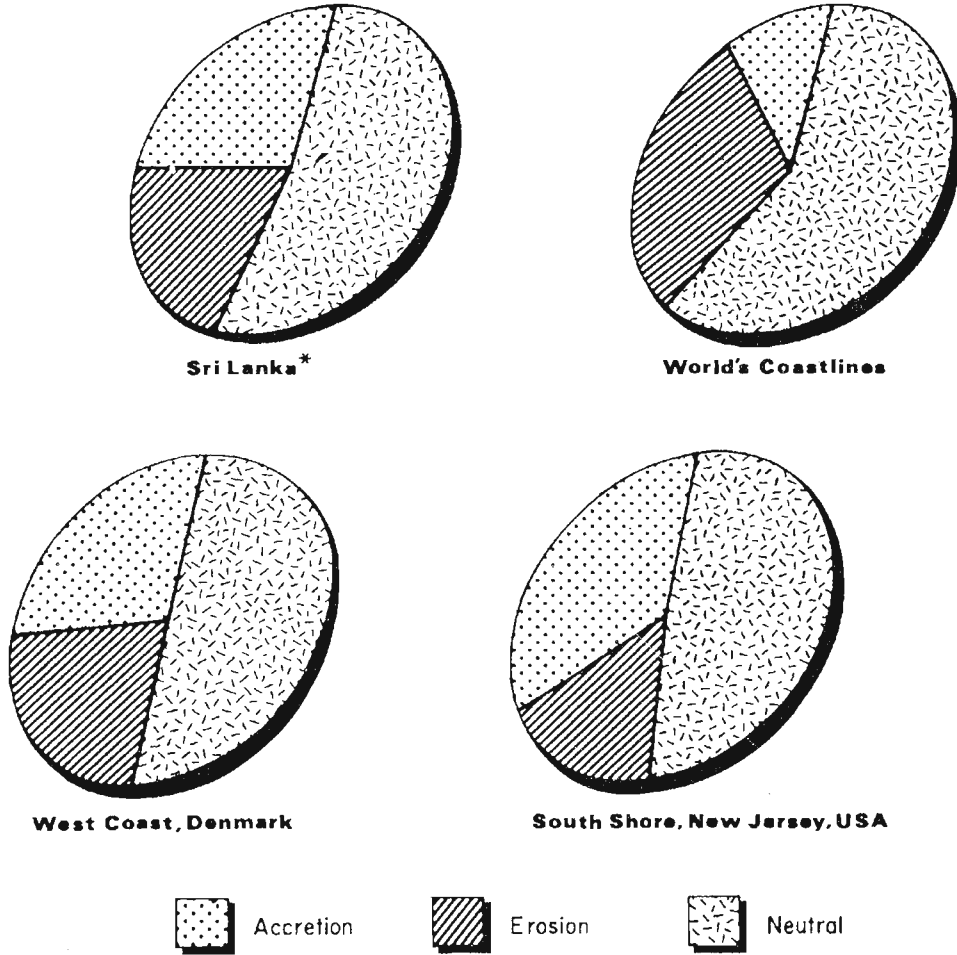 Sri Lanka*
World's Coastlines
West Coast, Denmark
South Shore, New Jersey, USA
Accretion
Erosion
Neutral